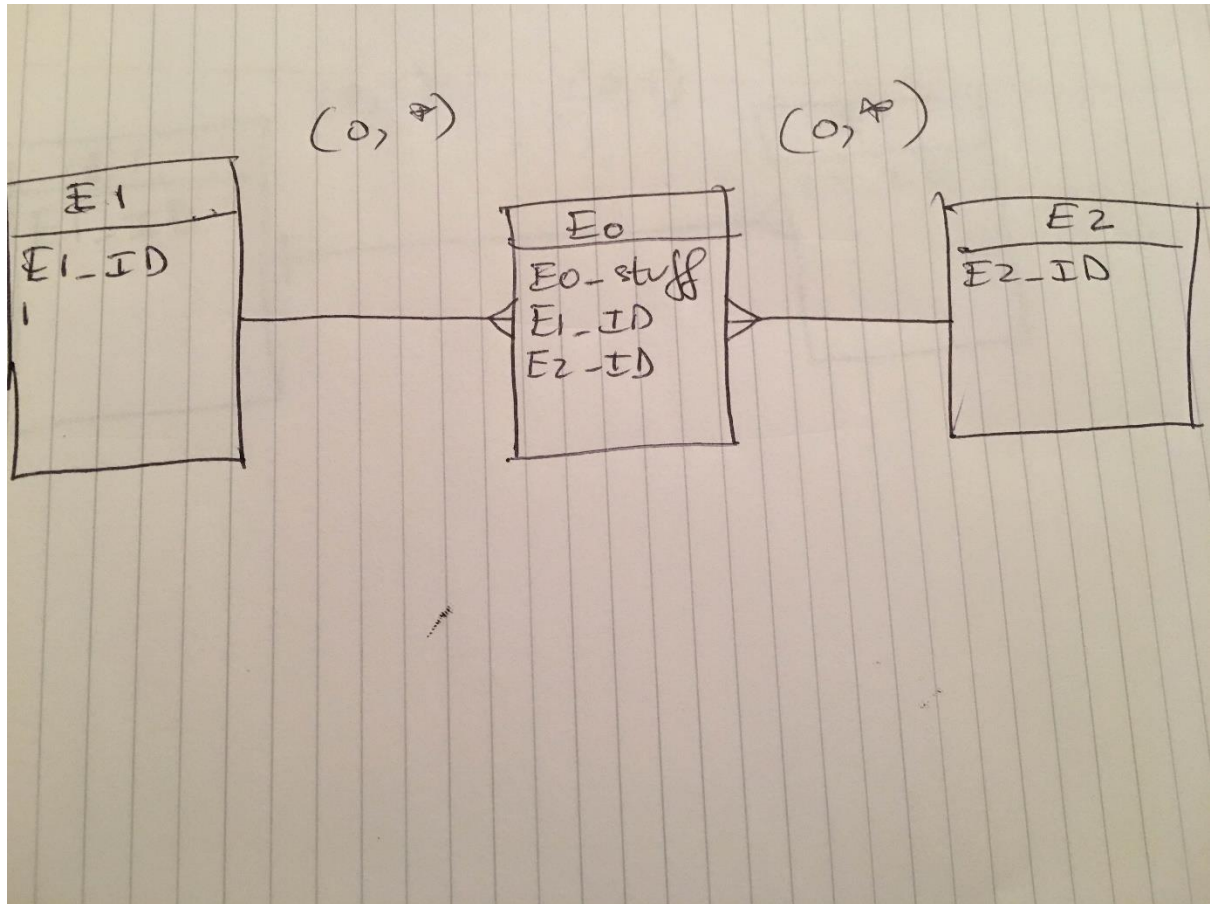 (0, *)
(0, *)
E1
E1_ID
E0
E0_stuff
E1_ID
E2_ID
E2
E2_ID